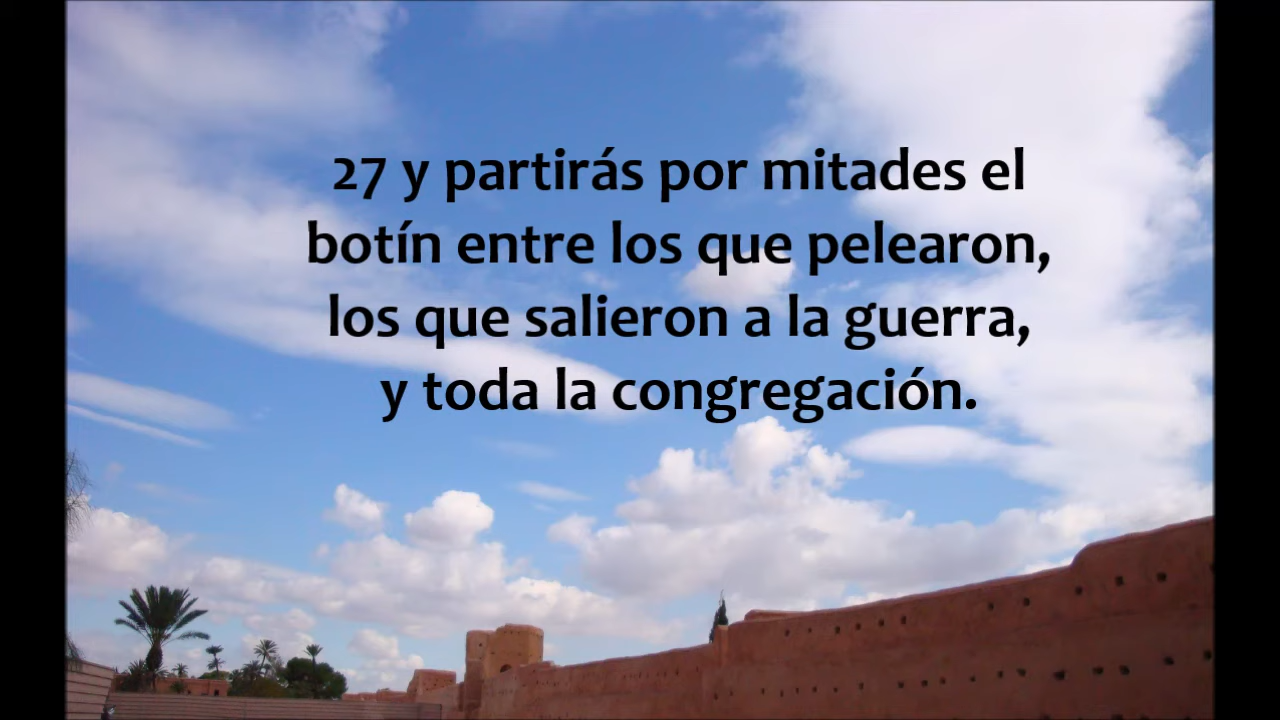 27 y partirás por mitades el
botín entre los que pelearon,
los que salieron a la guerra,
y toda la congregación.